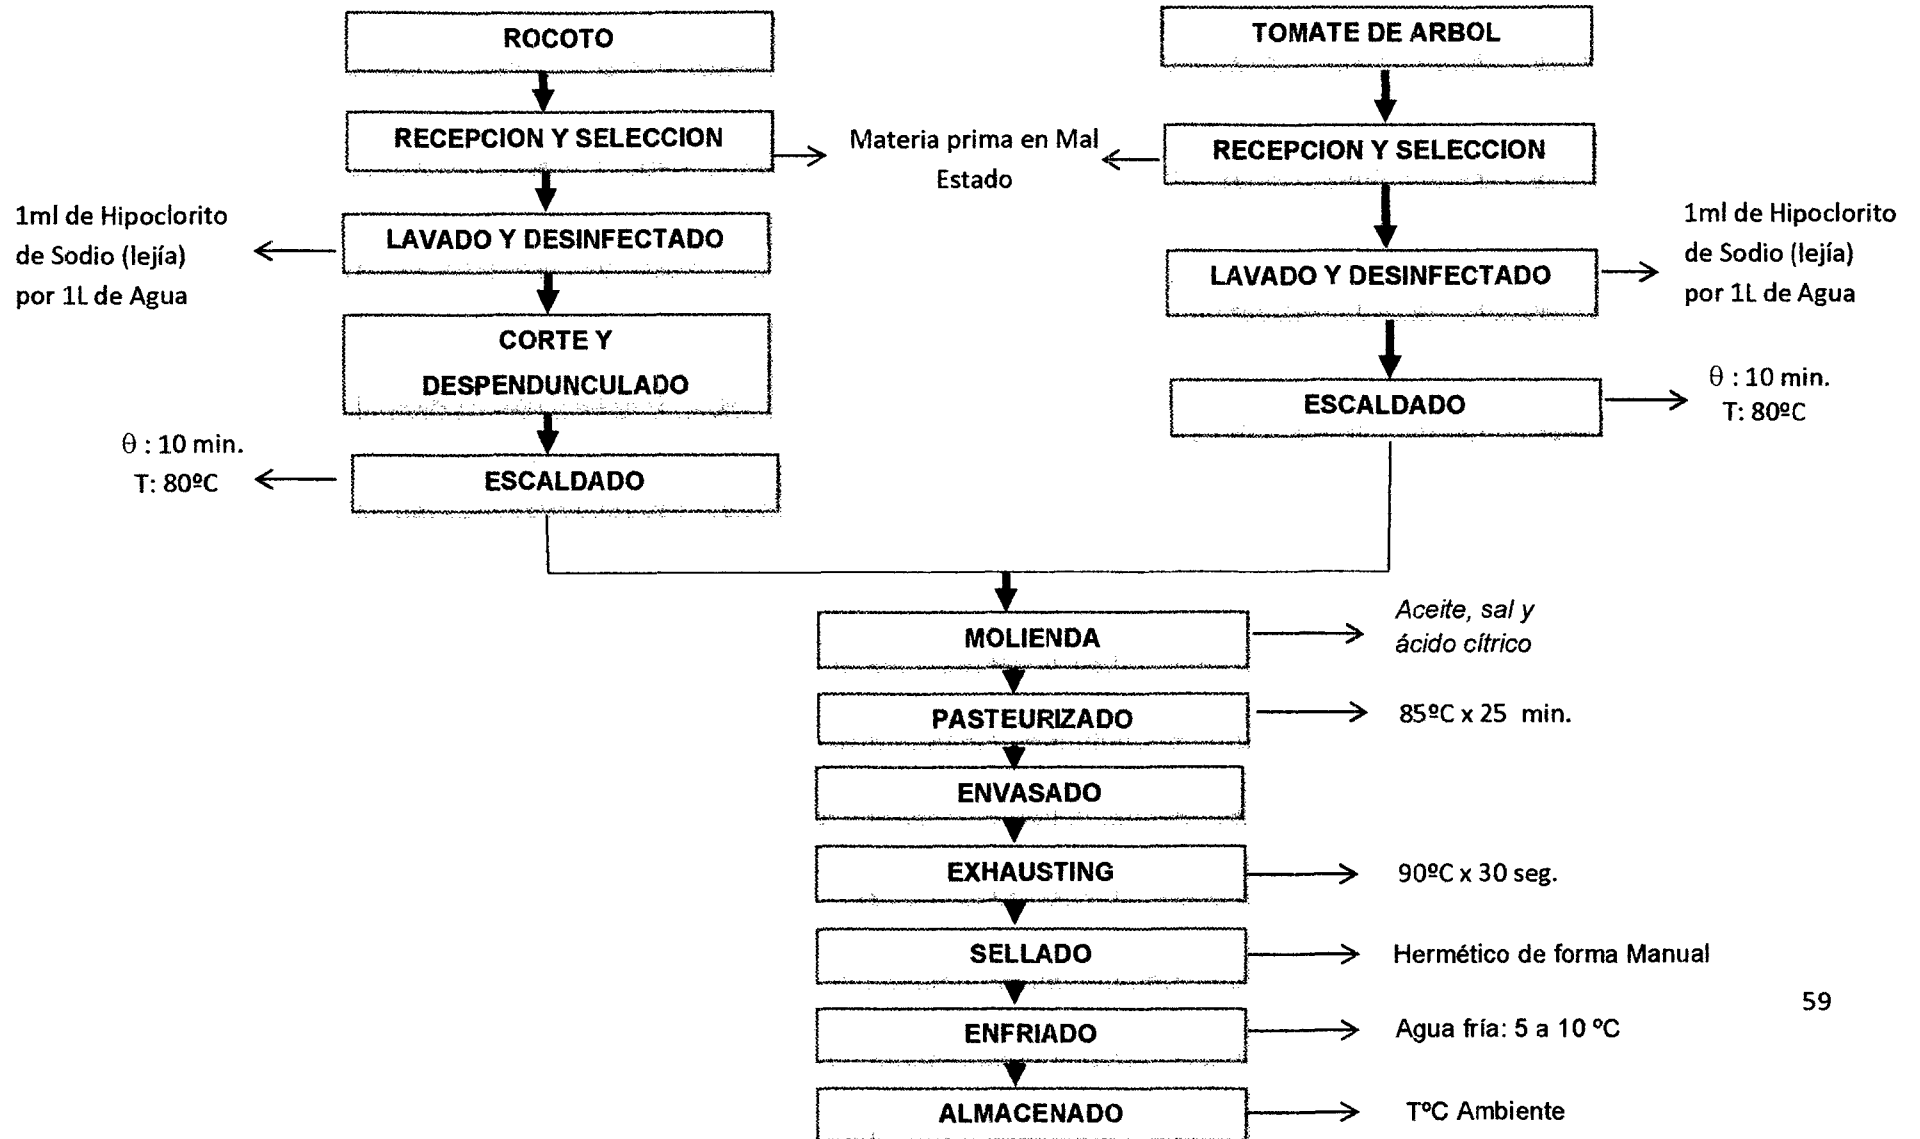 ROCOTO
TOMATE DE ARBOL
RECEPCION Y SELECCION
Materia prima en Mal
Estado
RECEPCION Y SELECCION
1ml de Hipoclorito
de Sodio (lejía)
por 1L de Agua
LAVADO Y DESINFECTADO
LAVADO Y DESINFECTADO
1ml de Hipoclorito
de Sodio (lejía)
por 1L de Agua
CORTE Y
DESPENDUNCULADO
ESCALDADO
θ : 10 min.
T: 80ºC
θ : 10 min.
T: 80ºC
ESCALDADO
MOLIENDA
Aceite, sal y
ácido cítrico
PASTEURIZADO
85ºC x 25 min.
ENVASADO
EXHAUSTING
90ºC x 30 seg.
SELLADO
Hermético de forma Manual
59
ENFRIADO
Agua fría: 5 a 10 ºC
ALMACENADO
TºC Ambiente